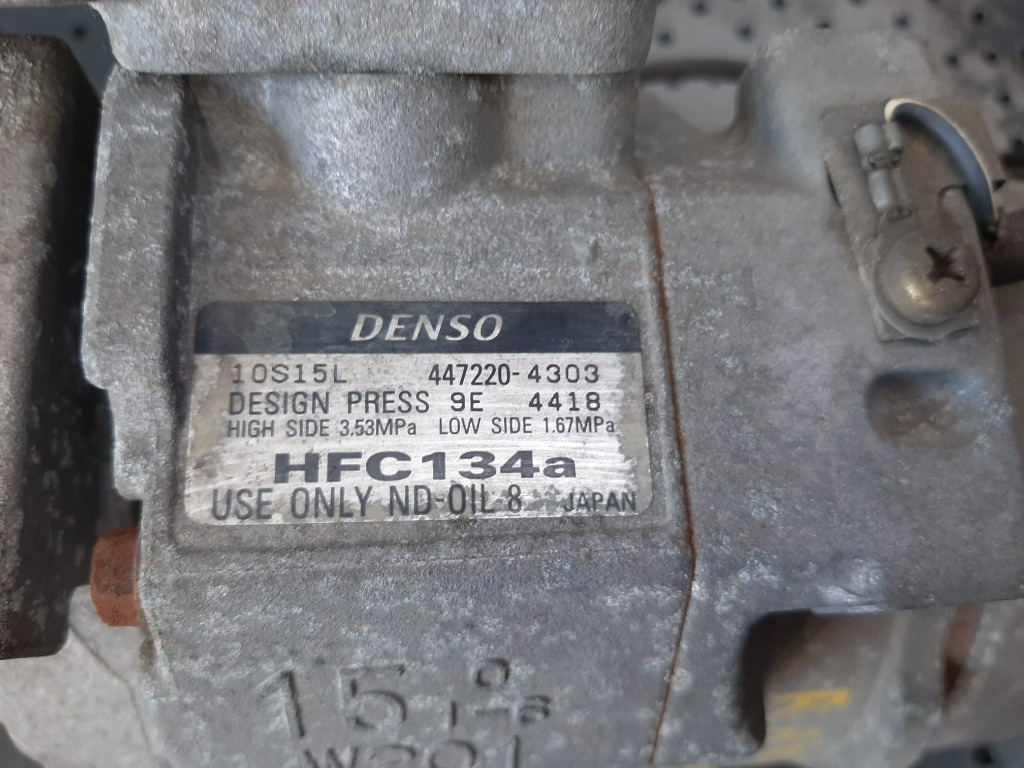 DENSO
10S15L 447220-4303
DESIGN PRESS 9E 4418
HIGH SIDE 3.53MPa LOW SIDE 1.67MPa
HFC134a
USE ONLY ND-OIL 8 JAPAN
15